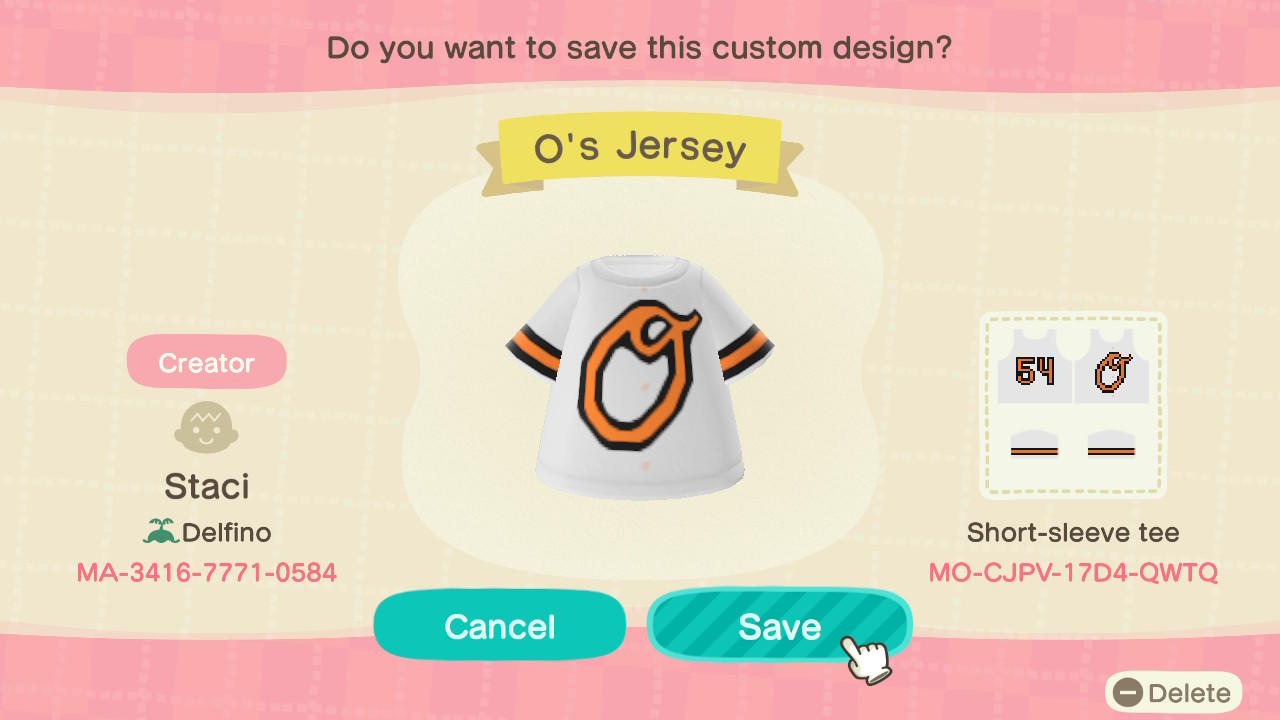 Do you want to save this custom design?
O's Jersey
Creator
Staci
Delfino
MA-3416-7771-0584
O
54 O
Short-sleeve tee
MO-CJPV-17D4-QWTQ
Cancel
Save
Delete